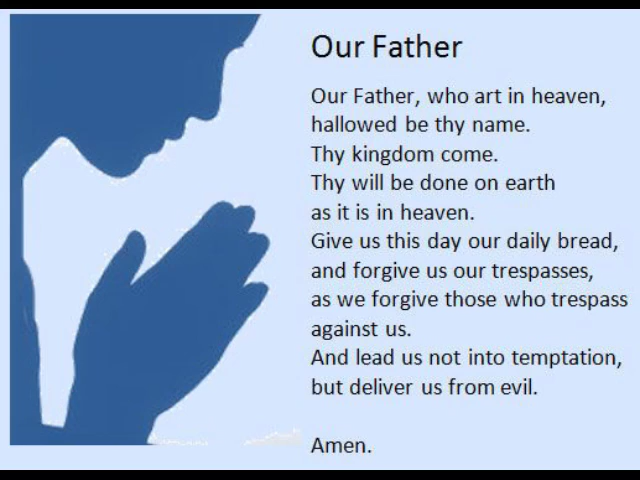 Our Father
Our Father, who art in heaven,
hallowed be thy name.
Thy kingdom come.
Thy will be done on earth
as it is in heaven.
Give us this day our daily bread,
and forgive us our trespasses,
as we forgive those who trespass
against us.
And lead us not into temptation,
but deliver us from evil.
Amen.